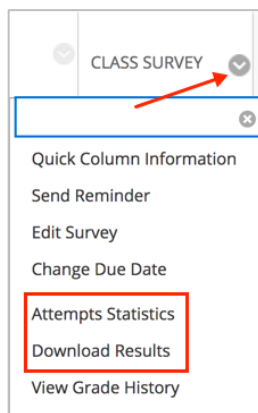 CLASS SURVEY
Quick Column Information
Send Reminder
Edit Survey
Change Due Date
Attempts Statistics
Download Results
View Grade History